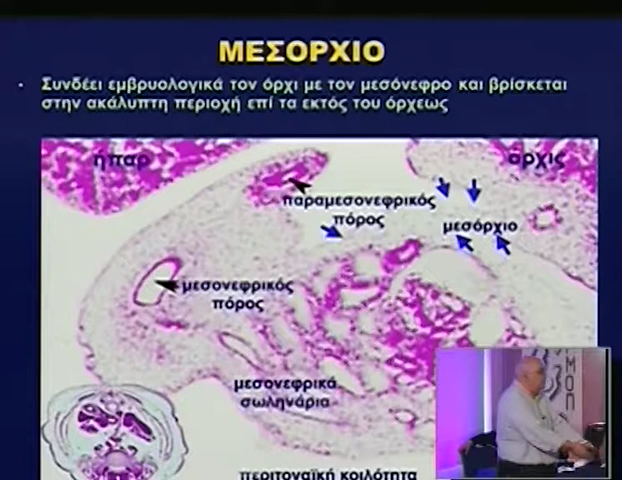 ΜΕΣΟΡΧΙΟ
Συνδέει εμβρυολογικά τον όρχι με τον μεσόνεφρο και βρίσκεται
στην ακάλυπτη περιοχή επί τα εκτός του όρχεως
ήπαρ
όρχις
παραμεσονεφρικός
πόρος
μεσόρχιο
μεσονεφρικός
πόρος
μεσονεφρικά
σωληνάρια
περιτοναϊκή κοιλότητα